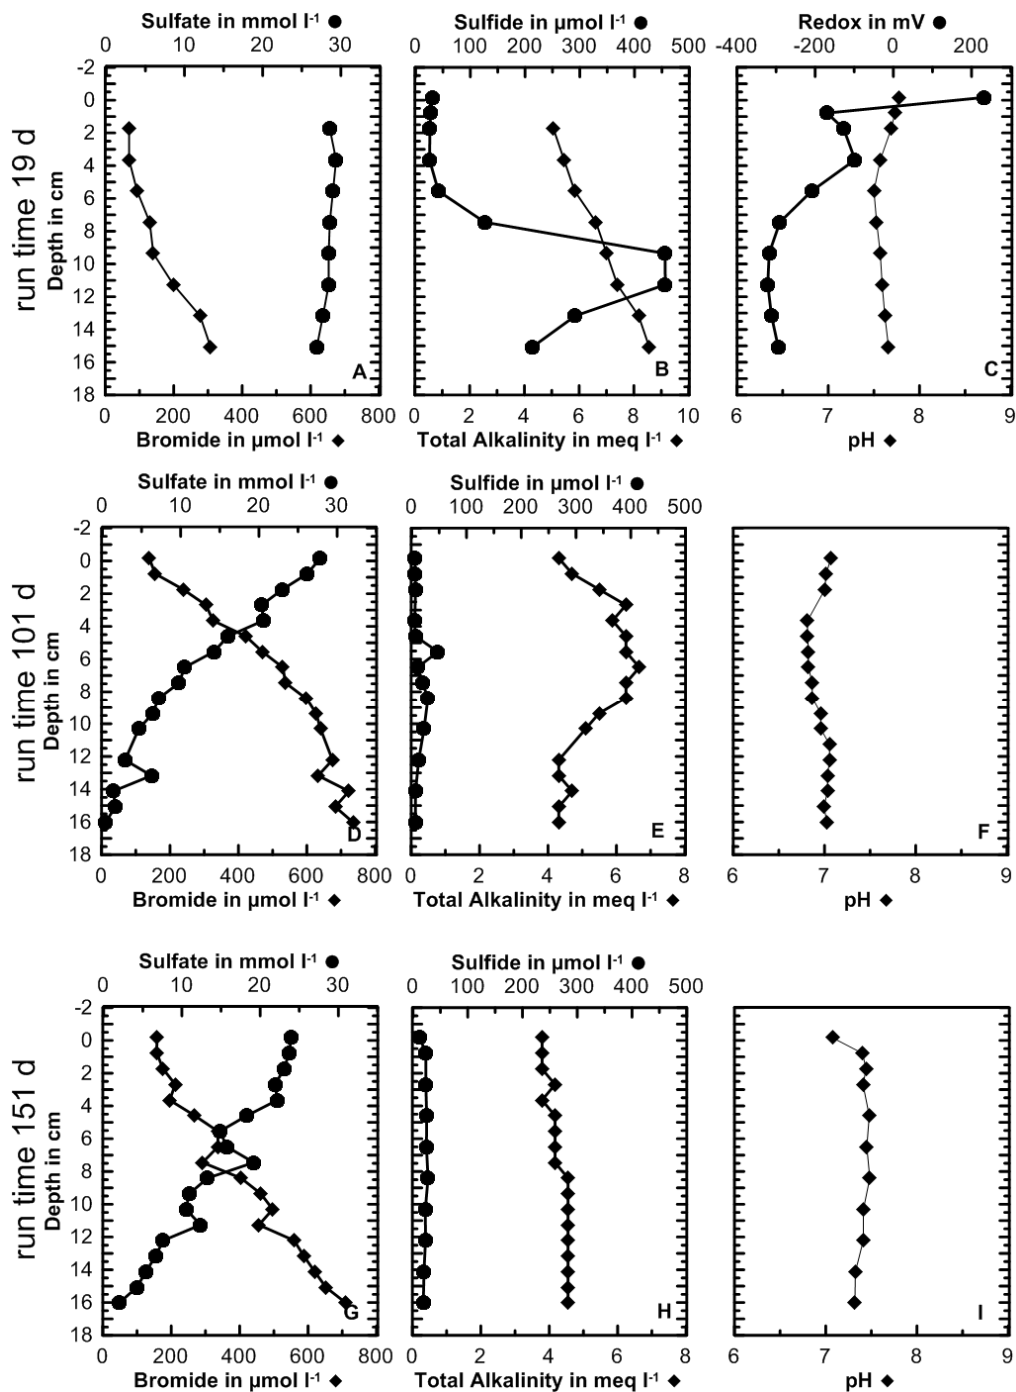 Sulfate in mmol l-1 ●
0 10 20 30
Sulfide in µmol l-1 ●
0 100 200 300 400 500
Redox in mV ●
-400 -200 0 200
run time 19 d
Depth in cm
-2
0
2
4
6
8
10
12
14
16
18
A
B
C
0 200 400 600 800
Bromide in µmol l-1 ◆
0 2 4 6 8 10
Total Alkalinity in meq l-1 ◆
6 7 8 9
pH ◆
Sulfate in mmol l-1 ●
0 10 20 30
Sulfide in µmol l-1 ●
0 100 200 300 400 500
run time 101 d
Depth in cm
-2
0
2
4
6
8
10
12
14
16
18
D
E
F
0 200 400 600 800
Bromide in µmol l-1 ◆
0 2 4 6 8
Total Alkalinity in meq l-1 ◆
6 7 8 9
pH ◆
Sulfate in mmol l-1 ●
0 10 20 30
Sulfide in µmol l-1 ●
0 100 200 300 400 500
run time 151 d
Depth in cm
-2
0
2
4
6
8
10
12
14
16
18
G
H
I
0 200 400 600 800
Bromide in µmol l-1 ◆
0 2 4 6 8
Total Alkalinity in meq l-1 ◆
6 7 8 9
pH ◆